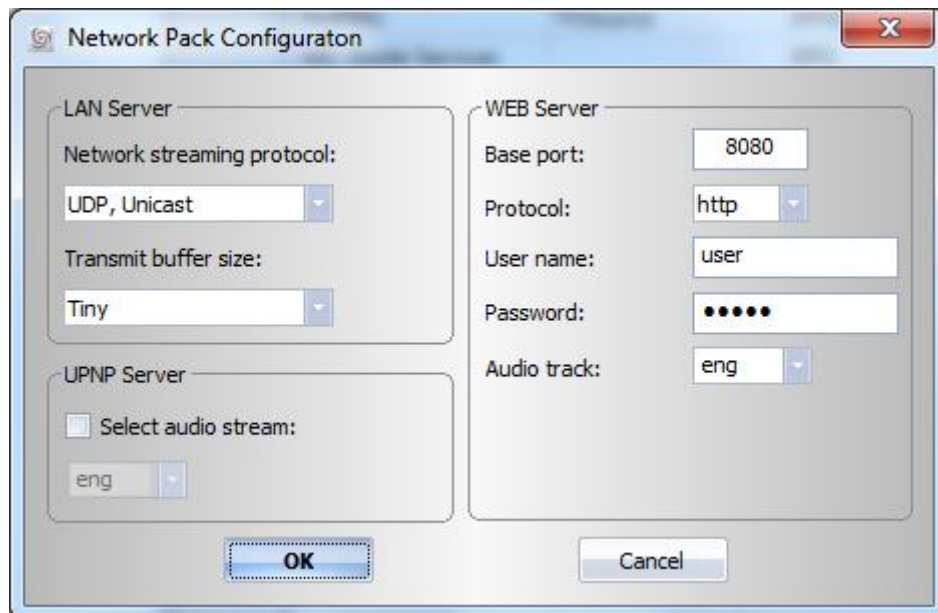 Network Pack Configuraton
LAN Server
Network streaming protocol:
UDP, Unicast
Transmit buffer size:
Tiny
UPNP Server
Select audio stream:
eng
WEB Server
Base port: 8080
Protocol: http
User name: user
Password: •••••
Audio track: eng
OK
Cancel